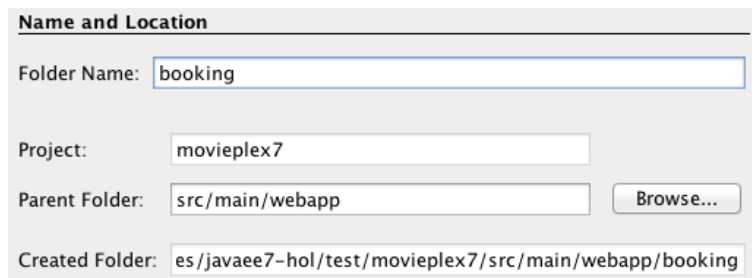 Name and Location
Folder Name: booking
Project: movieplex7
Parent Folder: src/main/webapp Browse...
Created Folder: es/javaee7-hol/test/movieplex7/src/main/webapp/booking